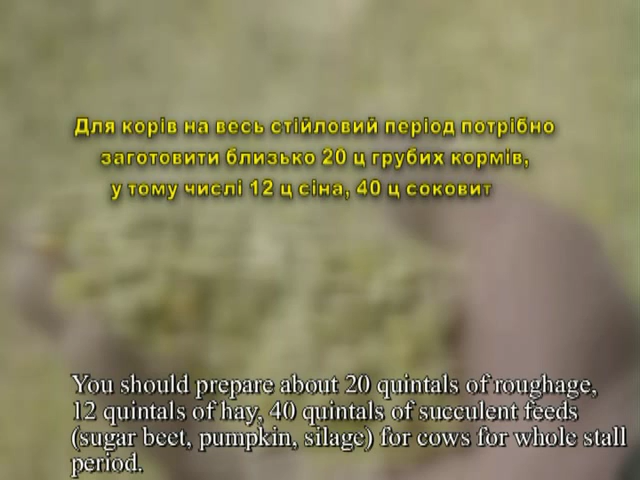 Для корів на весь стійловий період потрібно
заготовити близько 20 ц грубих кормів,
у тому числі 12 ц сіна, 40 ц соковит
You should prepare about 20 quintals of roughage,
12 quintals of hay, 40 quintals of succulent feeds
(sugar beet, pumpkin, silage) for cows for whole stall
period.